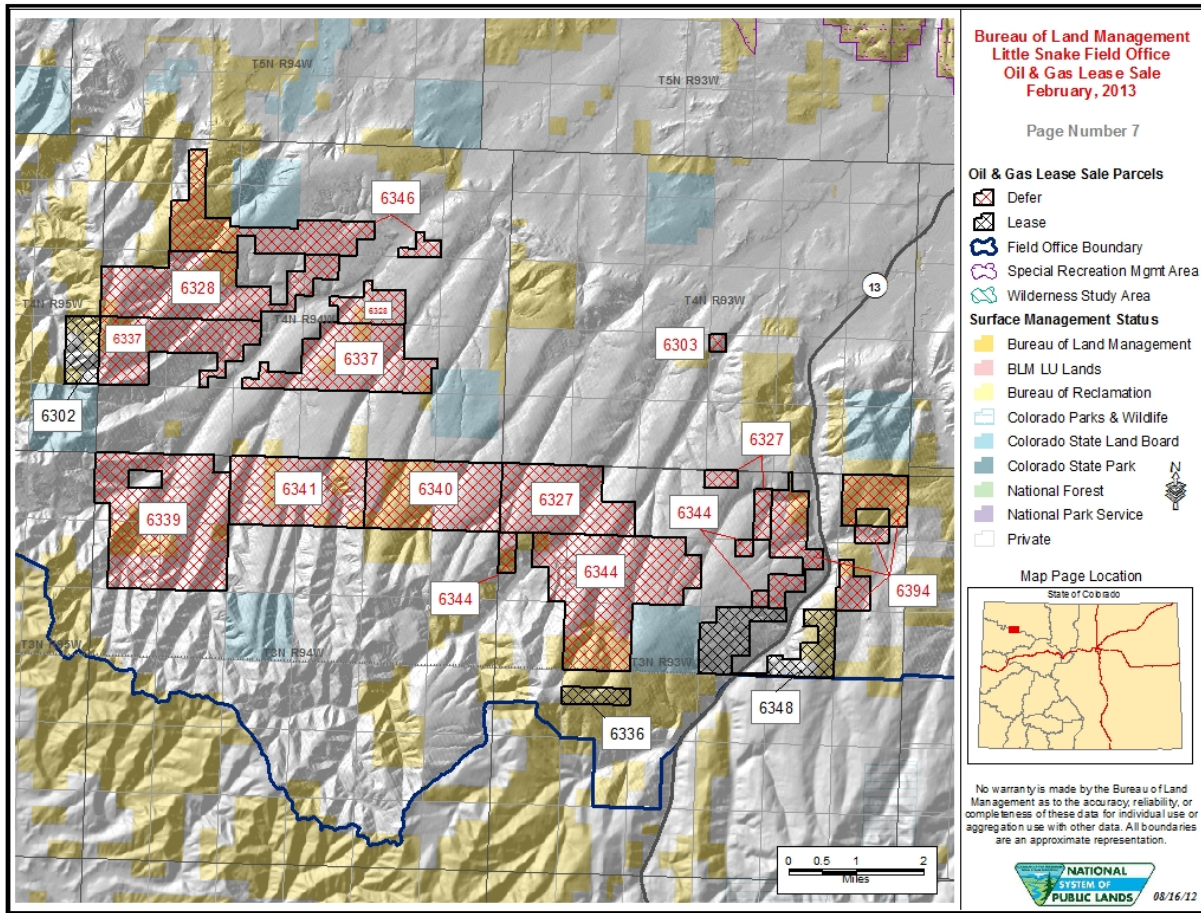 Bureau of Land Management
Little Snake Field Office
Oil & Gas Lease Sale
February, 2013
Page Number 7
Oil & Gas Lease Sale Parcels
Defer
Lease
Field Office Boundary
Special Recreation Mgmt Area
Wilderness Study Area
Surface Management Status
Bureau of Land Management
BLM LU Lands
Bureau of Reclamation
Colorado Parks & Wildlife
Colorado State Land Board
Colorado State Park
National Forest
National Park Service
Private
N
Map Page Location
State of Colorado
No warranty is made by the Bureau of Land
Management as to the accuracy, reliability, or
completeness of these data for individual use or
aggregation use with other data. All boundaries
are an approximate representation.
NATIONAL
SYSTEM OF
PUBLIC LANDS
08/16/12
T5N R94W
T5N R93W
6346
13
6328
T4N R95W
T4N R94W
T4N R93W
6328
6337
6337
6303
6302
6327
6341
6340
6327
6339
6344
6344
6344
6394
T3N R95W
T3N R94W
T3N R93W
6348
6336
0 0.5 1 2
Miles